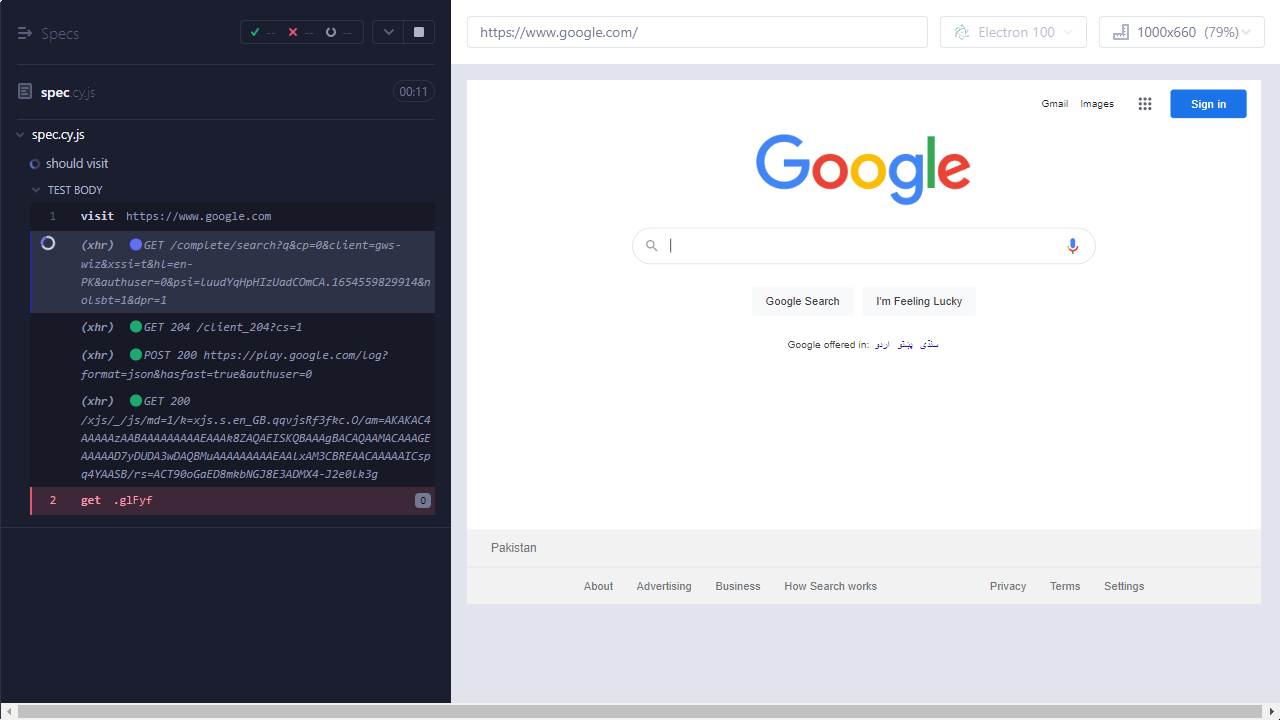 Specs
-- -- --
spec.cy.js
00:11
spec.cy.js
should visit
TEST BODY
1 visit https://www.google.com
(xhr) GET /complete/search?q&cp=0&client=gws-
wiz&xssi=t&hl=en-
PK&authuser=0&psi=luudYqHpHIzUadCOmCA.1654559829914&n
olsbt=1&dpr=1
(xhr) GET 204 /client_204?cs=1
(xhr) POST 200 https://play.google.com/log?
format=json&hasfast=true&authuser=0
(xhr) GET 200
/xjs/_/js/md=1/k=xjs.s.en_GB.qqvjsRf3fkc.O/am=AKAKAC4
AAAAAzAABAAAAAAAAAEAAAk8ZAQAEISKQBAAAgBACAQAAMACAAAGE
AAAAAD7yDUDA3wDAQBMuAAAAAAAAAEAAlxAM3CBREAACAAAAAICsp
q4YAASB/rs=ACT90oGaED8mkbNGJ8E3ADMX4-J2e0lk3g
2 get .glFyf 0
https://www.google.com/
Electron 100
1000x660 (79%)
Gmail Images Sign in
Google
Google Search I'm Feeling Lucky
Google offered in: اردو پښتو سنڌي
Pakistan
About Advertising Business How Search works Privacy Terms Settings